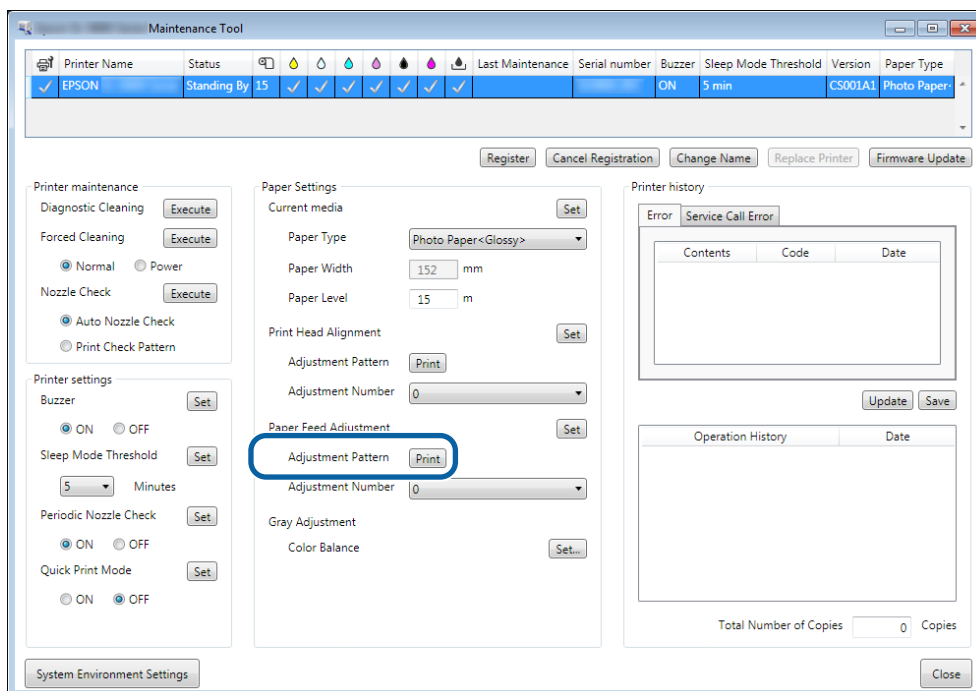 Maintenance Tool
Printer Name Status Last Maintenance Serial number Buzzer Sleep Mode Threshold Version Paper Type
EPSON Standing By 15 ON 5 min CS001A1 Photo Paper
Register Cancel Registration Change Name Replace Printer Firmware Update
Printer maintenance
Diagnostic Cleaning Execute
Forced Cleaning Execute
Normal Power
Nozzle Check Execute
Auto Nozzle Check
Print Check Pattern
Printer settings
Buzzer Set
ON OFF
Sleep Mode Threshold Set
5 Minutes
Periodic Nozzle Check Set
ON OFF
Quick Print Mode Set
ON OFF
Paper Settings
Current media Set
Paper Type Photo Paper<Glossy>
Paper Width 152 mm
Paper Level 15 m
Print Head Alignment Set
Adjustment Pattern Print
Adjustment Number 0
Paper Feed Adjustment Set
Adjustment Pattern Print
Adjustment Number 0
Gray Adjustment
Color Balance Set...
Printer history
Error Service Call Error
Contents Code Date
Update Save
Operation History Date
Total Number of Copies 0 Copies
System Environment Settings Close